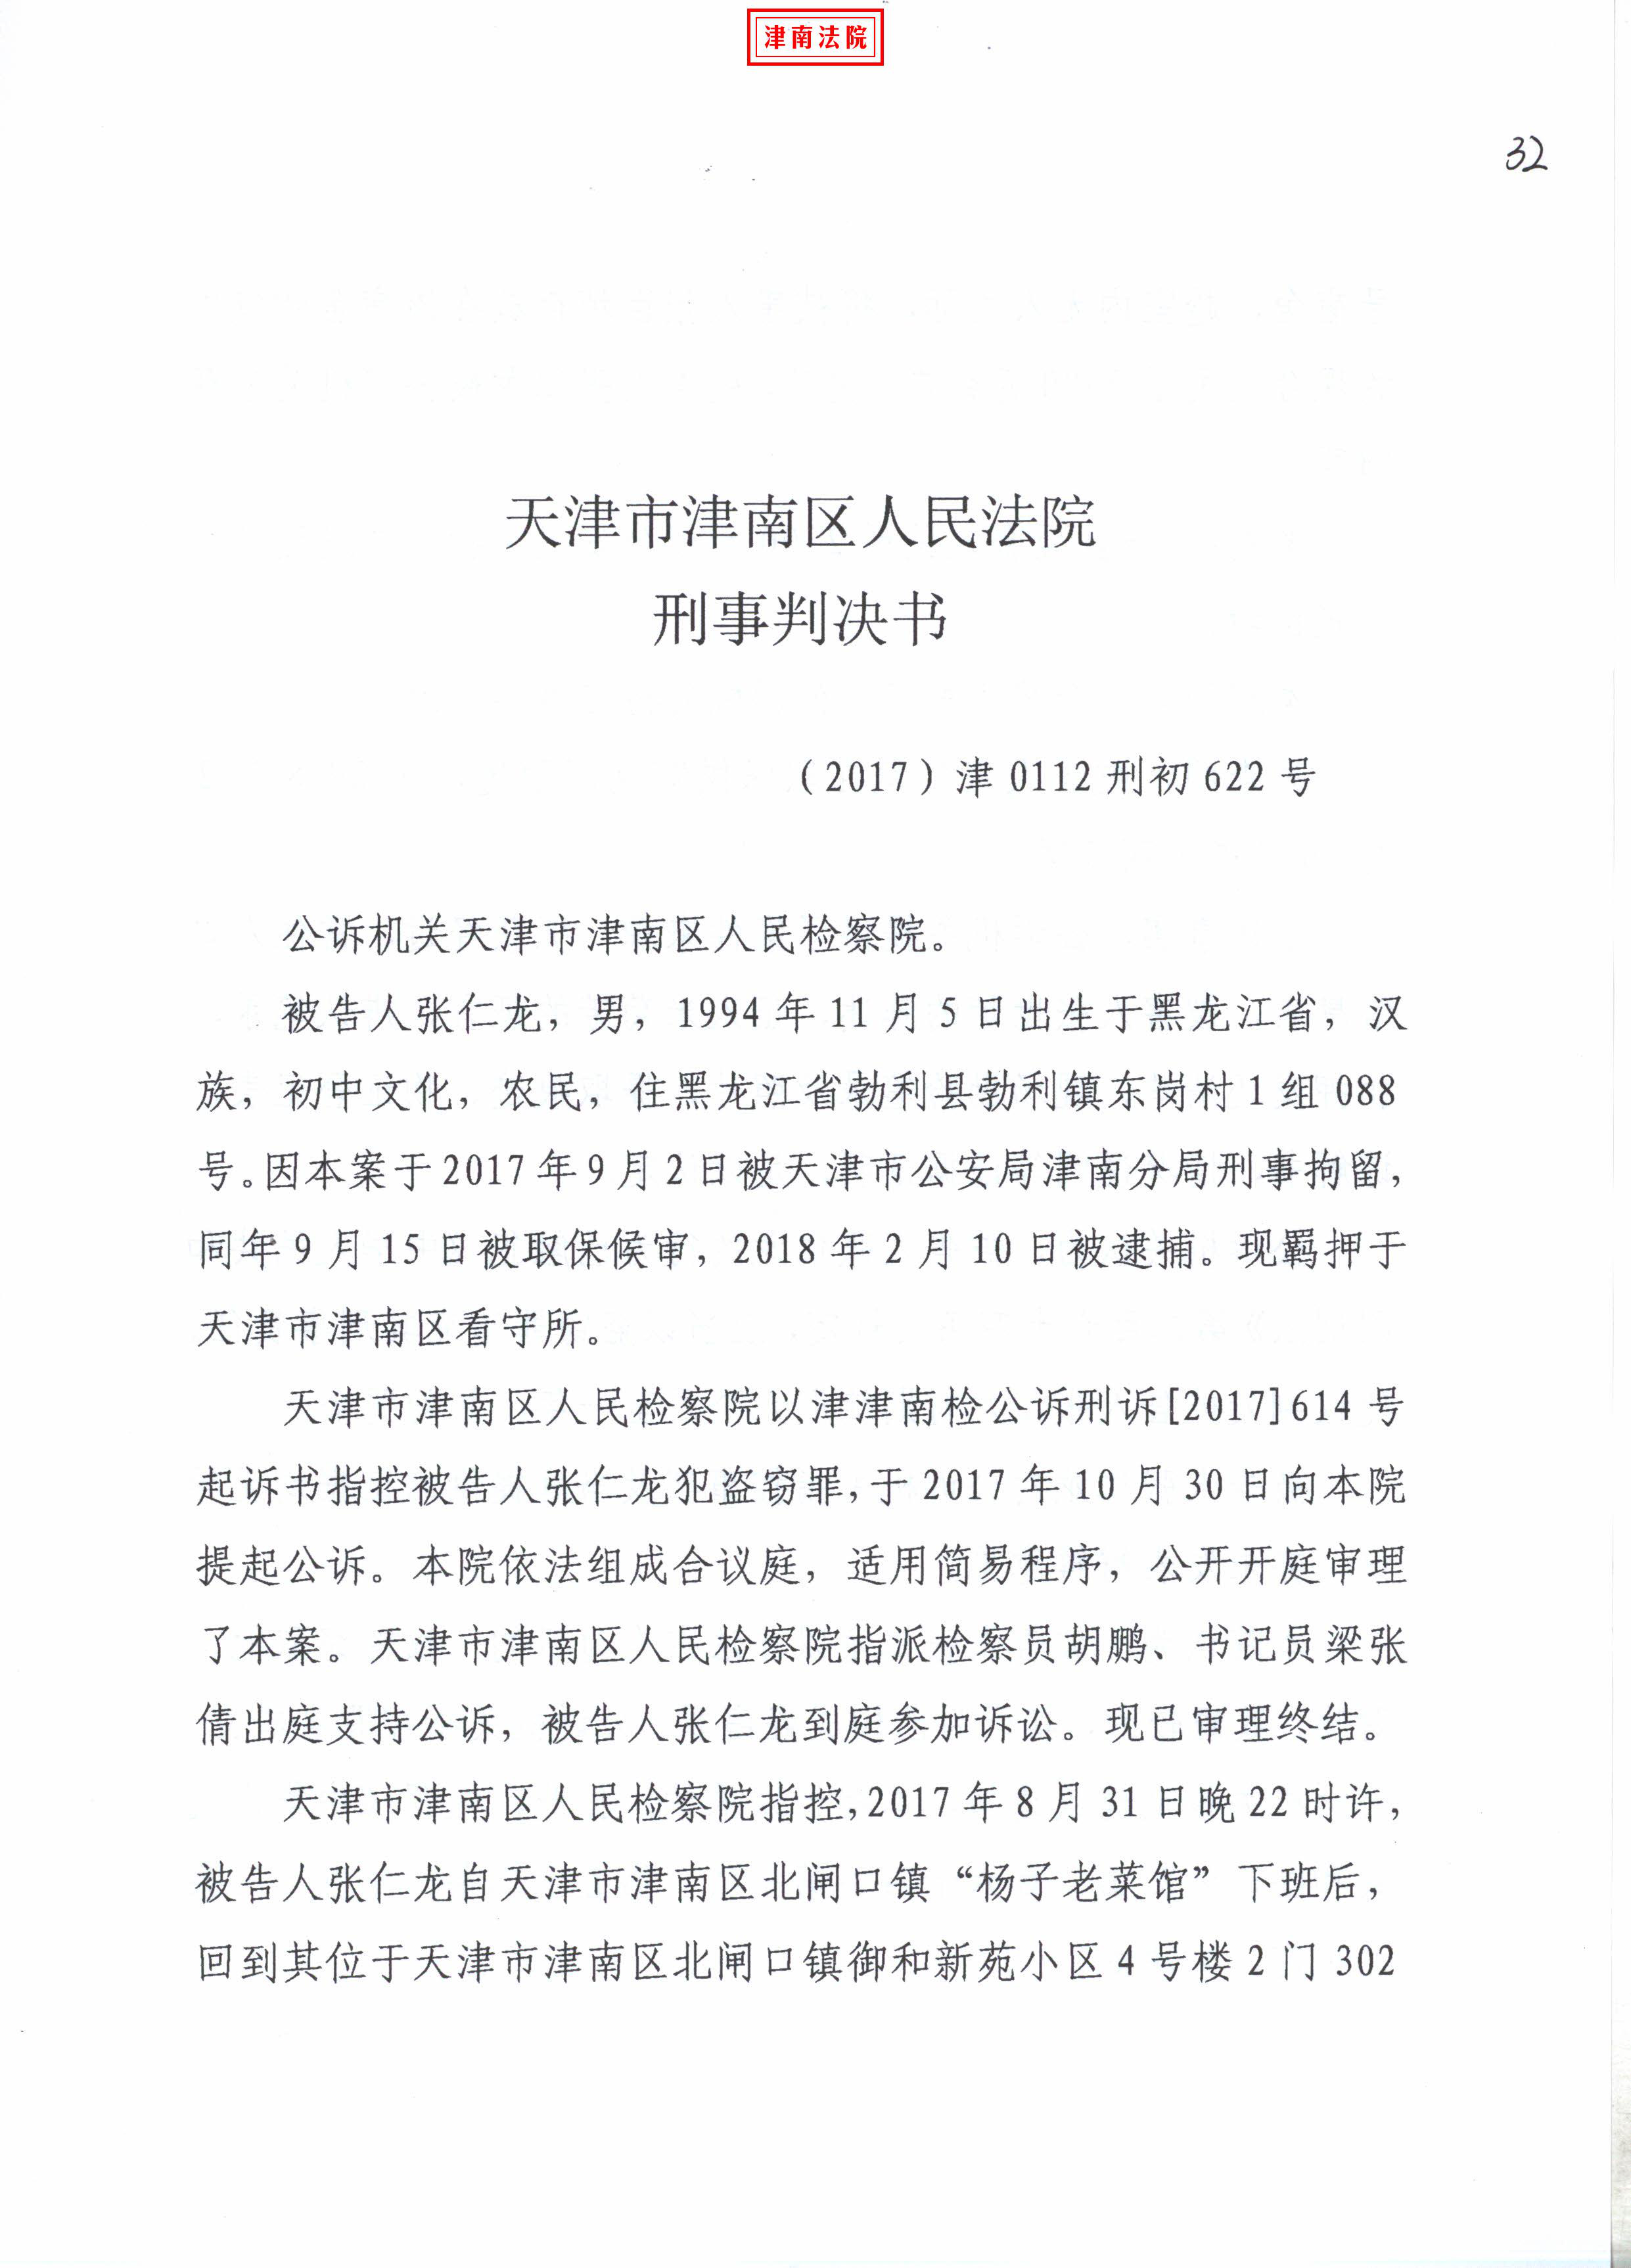 津南法院
32
天津市津南区人民法院
刑事判决书
（2017）津 0112 刑初 622 号
公诉机关天津市津南区人民检察院。
被告人张仁龙，男，1994 年 11 月 5 日出生于黑龙江省，汉
族，初中文化，农民，住黑龙江省勃利县勃利镇东岗村 1 组 088
号。因本案于 2017 年 9 月 2 日被天津市公安局津南分局刑事拘留，
同年 9 月 15 日被取保候审，2018 年 2 月 10 日被逮捕。现羁押于
天津市津南区看守所。
天津市津南区人民检察院以津津南检公诉刑诉[2017]614 号
起诉书指控被告人张仁龙犯盗窃罪，于 2017 年 10 月 30 日向本院
提起公诉。本院依法组成合议庭，适用简易程序，公开开庭审理
了本案。天津市津南区人民检察院指派检察员胡鹏、书记员梁张
倩出庭支持公诉，被告人张仁龙到庭参加诉讼。现已审理终结。
天津市津南区人民检察院指控，2017 年 8 月 31 日晚 22 时许，
被告人张仁龙自天津市津南区北闸口镇“杨子老菜馆”下班后，
回到其位于天津市津南区北闸口镇御和新苑小区 4 号楼 2 门 302